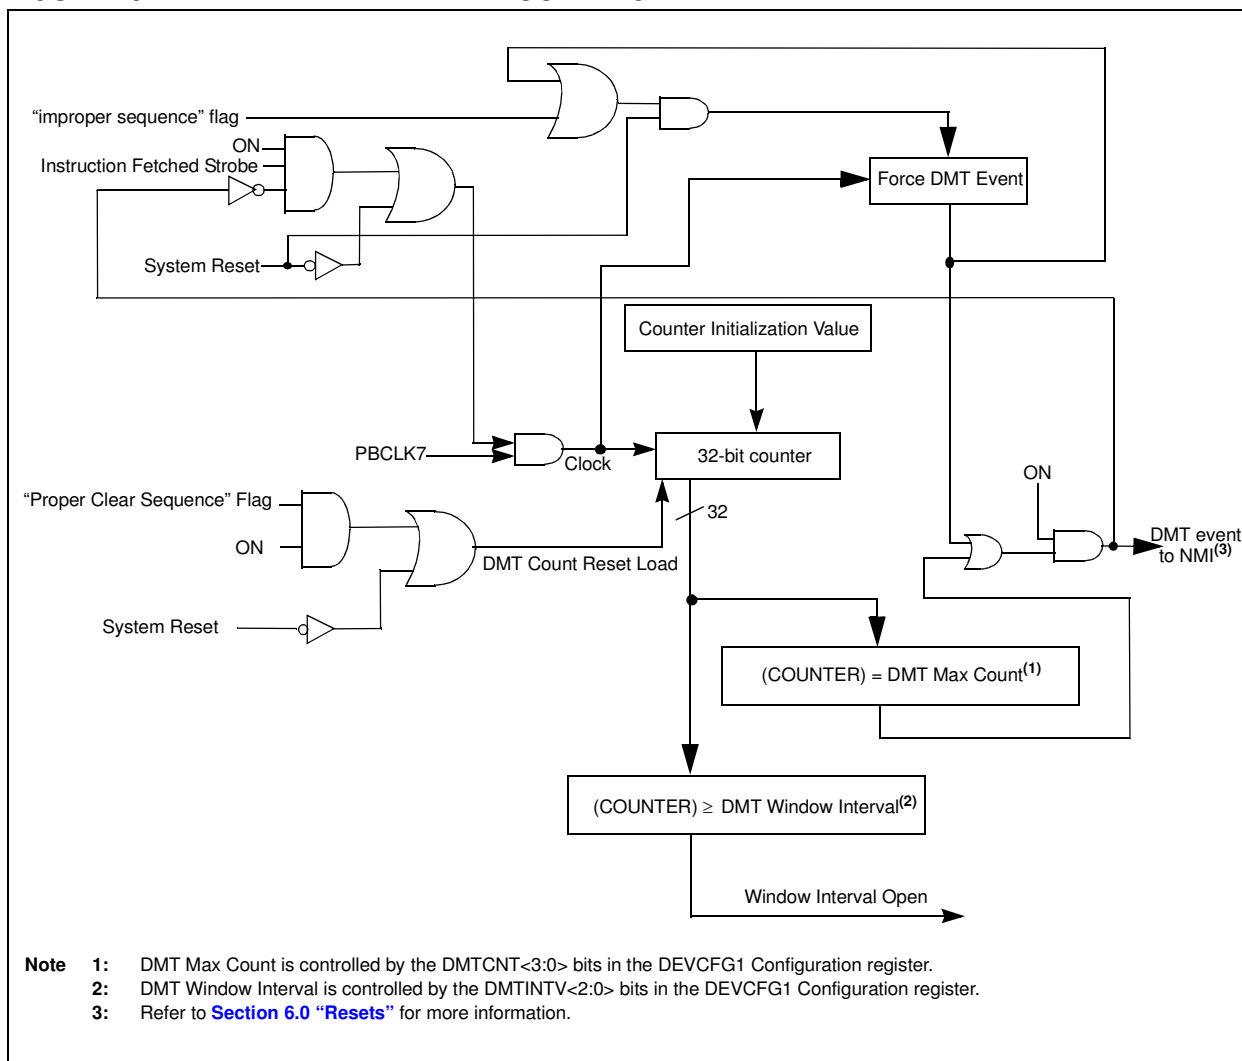 “improper sequence” flag
ON
Instruction Fetched Strobe
Force DMT Event
System Reset
Counter Initialization Value
PBCLK7
Clock
32-bit counter
ON
“Proper Clear Sequence” Flag
32
ON
DMT Count Reset Load
DMT event
to NMI(3)
System Reset
(COUNTER) = DMT Max Count(1)
(COUNTER) ≥ DMT Window Interval(2)
Window Interval Open
Note 1: DMT Max Count is controlled by the DMTCNT<3:0> bits in the DEVCFG1 Configuration register.
2: DMT Window Interval is controlled by the DMTINTV<2:0> bits in the DEVCFG1 Configuration register.
3: Refer to Section 6.0 “Resets” for more information.